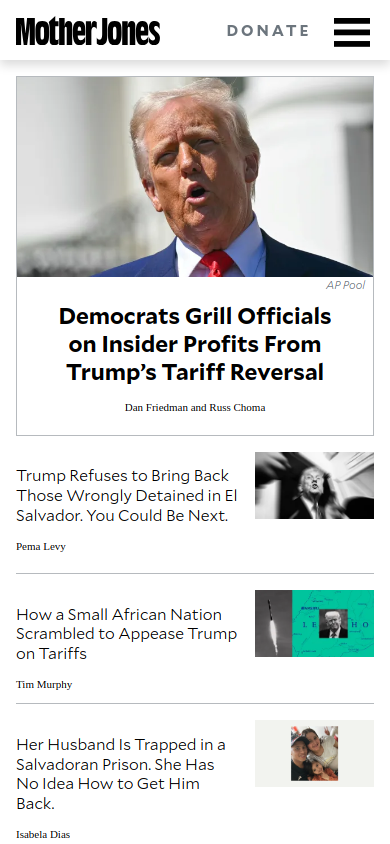 Mother Jones
DONATE
AP Pool
Democrats Grill Officials
on Insider Profits From
Trump’s Tariff Reversal
Dan Friedman and Russ Choma
Trump Refuses to Bring Back
Those Wrongly Detained in El
Salvador. You Could Be Next.
Pema Levy
How a Small African Nation
Scrambled to Appease Trump
on Tariffs
Tim Murphy
Her Husband Is Trapped in a
Salvadoran Prison. She Has
No Idea How to Get Him
Back.
Isabela Dias